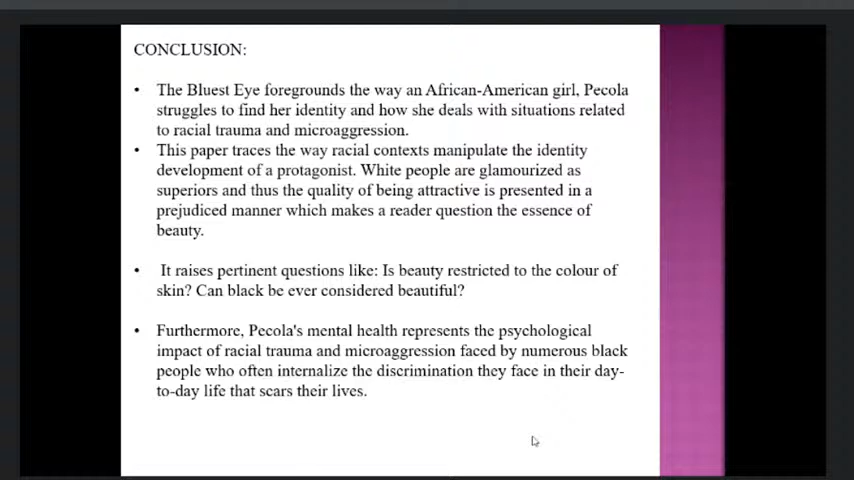 CONCLUSION:
• The Bluest Eye foregrounds the way an African-American girl, Pecola
struggles to find her identity and how she deals with situations related
to racial trauma and microaggression.
• This paper traces the way racial contexts manipulate the identity
development of a protagonist. White people are glamourized as
superiors and thus the quality of being attractive is presented in a
prejudiced manner which makes a reader question the essence of
beauty.
• It raises pertinent questions like: Is beauty restricted to the colour of
skin? Can black be ever considered beautiful?
• Furthermore, Pecola's mental health represents the psychological
impact of racial trauma and microaggression faced by numerous black
people who often internalize the discrimination they face in their day-
to-day life that scars their lives.